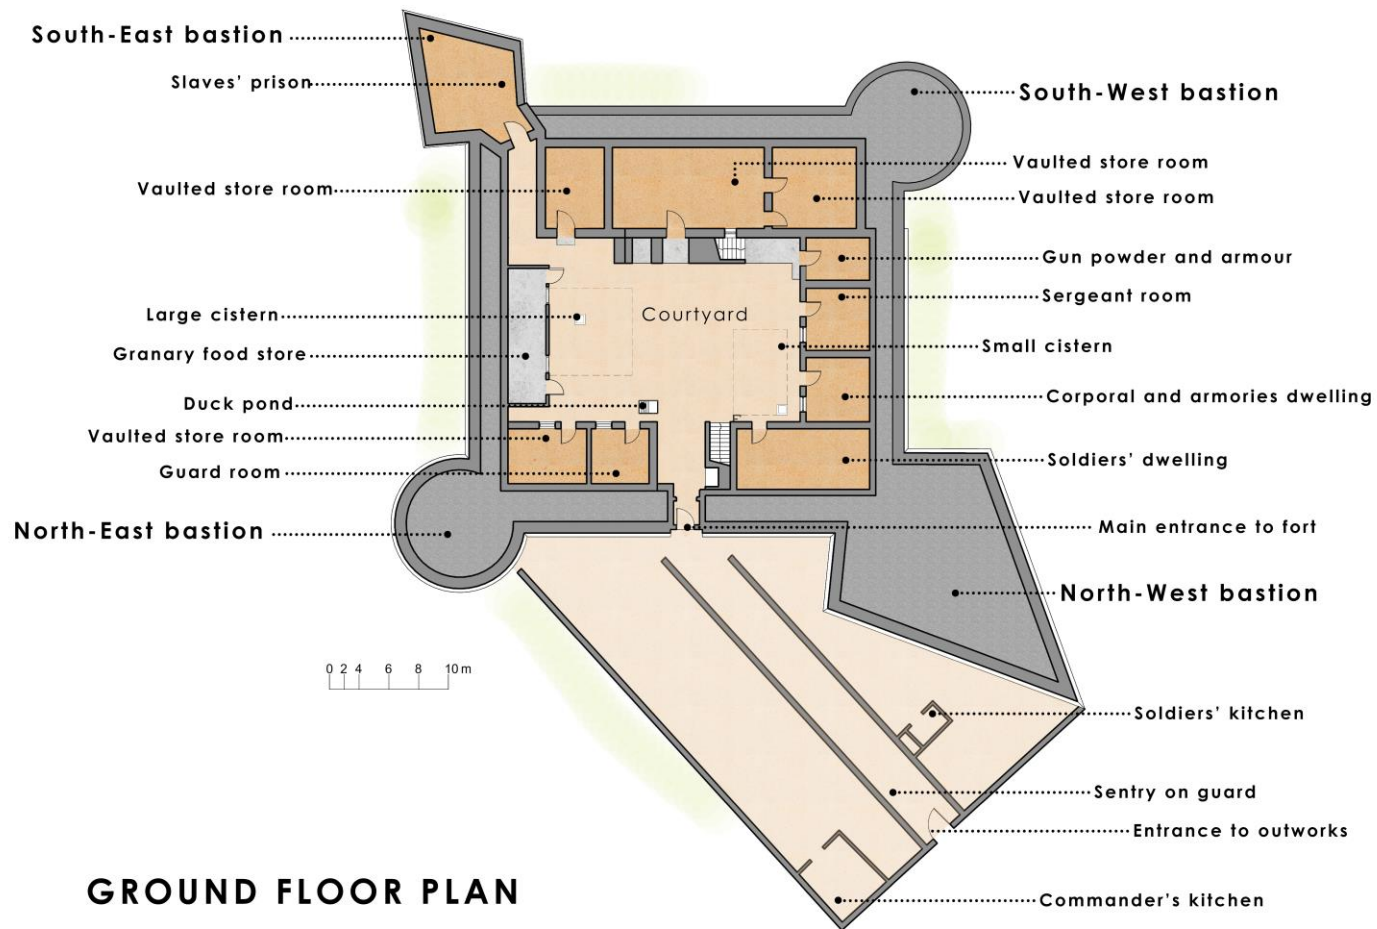 South-East bastion
Slaves' prison
South-West bastion
Vaulted store room
Vaulted store room
Vaulted store room
Gun powder and armour
Sergeant room
Large cistern
Courtyard
Granary food store
Small cistern
Duck pond
Corporal and armories dwelling
Vaulted store room
Guard room
Soldiers' dwelling
North-East bastion
Main entrance to fort
North-West bastion
0 2 4 6 8 10 m
Soldiers' kitchen
Sentry on guard
Entrance to outworks
GROUND FLOOR PLAN
Commander's kitchen